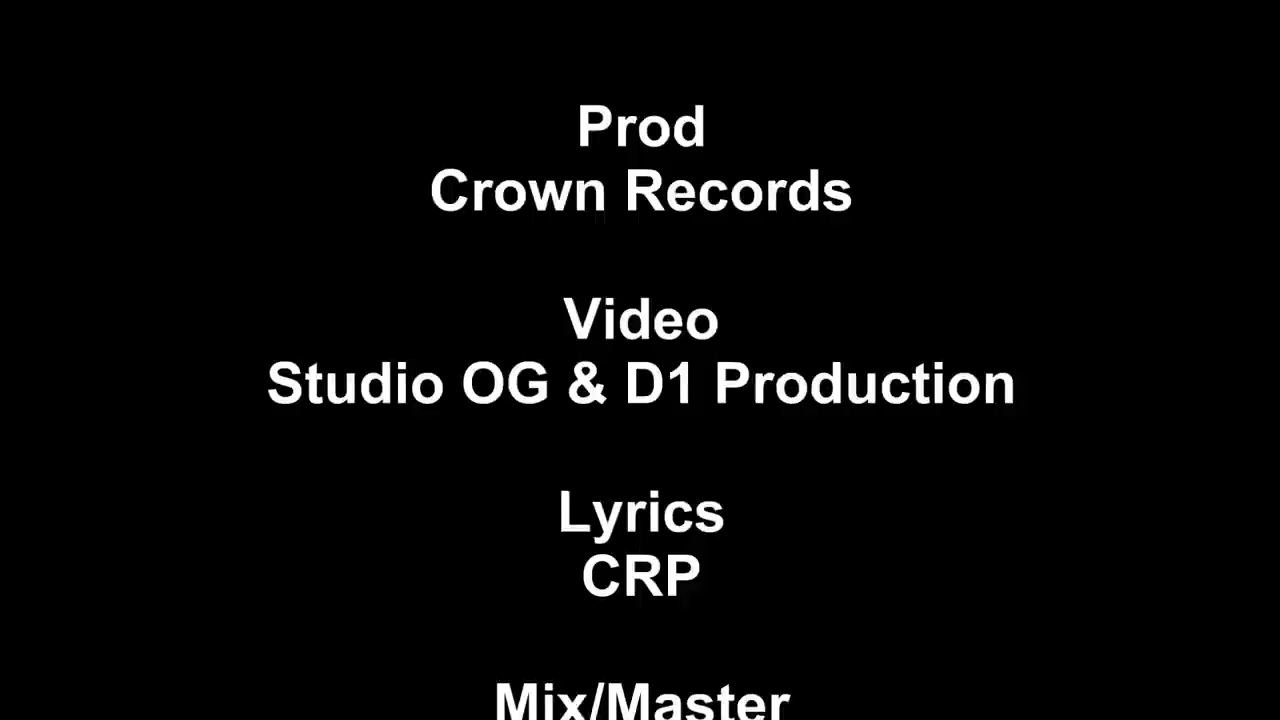 Prod
Crown Records
Video
Studio OG & D1 Production
Lyrics
CRP
Mix/Master